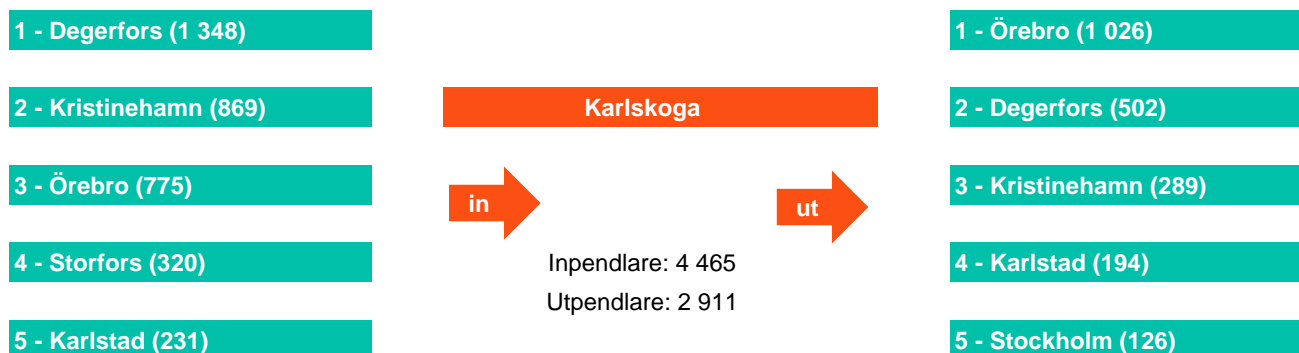 1 - Degerfors (1 348)
2 - Kristinehamn (869)
3 - Örebro (775)
4 - Storfors (320)
5 - Karlstad (231)
Karlskoga
in
ut
Inpendlare: 4 465
Utpendlare: 2 911
1 - Örebro (1 026)
2 - Degerfors (502)
3 - Kristinehamn (289)
4 - Karlstad (194)
5 - Stockholm (126)